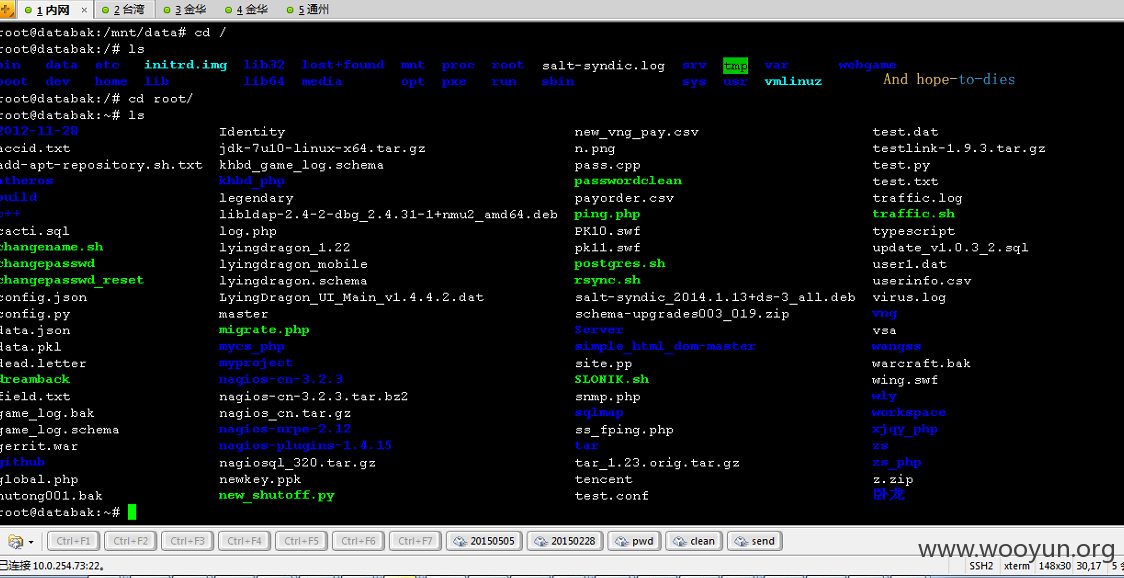 1 内网 × 2 台湾 3 金华 4 金华 5 通州
root@databak:/mnt/data# cd /
root@databak:/# ls
bin data etc initrd.img lib32 lost+found mnt proc root salt-syndic.log srv tmp var webgame
boot dev home lib lib64 media opt pxe run sbin sys usr vmlinuz
And hope-to-dies
root@databak:/# cd root/
root@databak:~# ls
2012-11-28 Identity new_vng_pay.csv test.dat
accid.txt jdk-7u10-linux-x64.tar.gz n.png testlink-1.9.3.tar.gz
add-apt-repository.sh.txt khbd_game_log.schema pass.cpp test.py
atheros khbd_php passwordclean test.txt
build legendary payorder.csv traffic.log
c++ libldap-2.4-2-dbg_2.4.31-1+nmu2_amd64.deb ping.php traffic.sh
cacti.sql log.php PK10.swf typescript
changename.sh lyingdragon_1.22 pk11.swf update_v1.0.3_2.sql
changepasswd lyingdragon_mobile postgres.sh user1.dat
changepasswd_reset lyingdragon.schema rsync.sh userinfo.csv
config.json LyingDragon_UI_Main_v1.4.4.2.dat salt-syndic_2014.1.13+ds-3_all.deb virus.log
config.py master schema-upgrades003_019.zip vng
data.json migrate.php Server vsa
data.pkl mycs_php simple_html_dom-master wangss
dead.letter myproject site.pp warcraft.bak
dreamback nagios-cn-3.2.3 SLONIK.sh wing.swf
field.txt nagios-cn-3.2.3.tar.bz2 snmp.php wly
game_log.bak nagios_cn.tar.gz sqlmap workspace
game_log.schema nagios-nrpe-2.12 ss_fping.php xjqy_php
gerrit.war nagios-plugins-1.4.15 tar zs
github nagiosql_320.tar.gz tar_1.23.orig.tar.gz zs_php
global.php newkey.ppk tencent z.zip
hutong001.bak new_shutoff.py test.conf 卧龙
root@databak:~#
Ctrl+F1 Ctrl+F2 Ctrl+F3 Ctrl+F4 Ctrl+F5 Ctrl+F6 Ctrl+F7 20150505 20150228 pwd clean send
www.wooyun.org
已连接 10.0.254.73:22。 SSH2 xterm 148x30 30,17 5